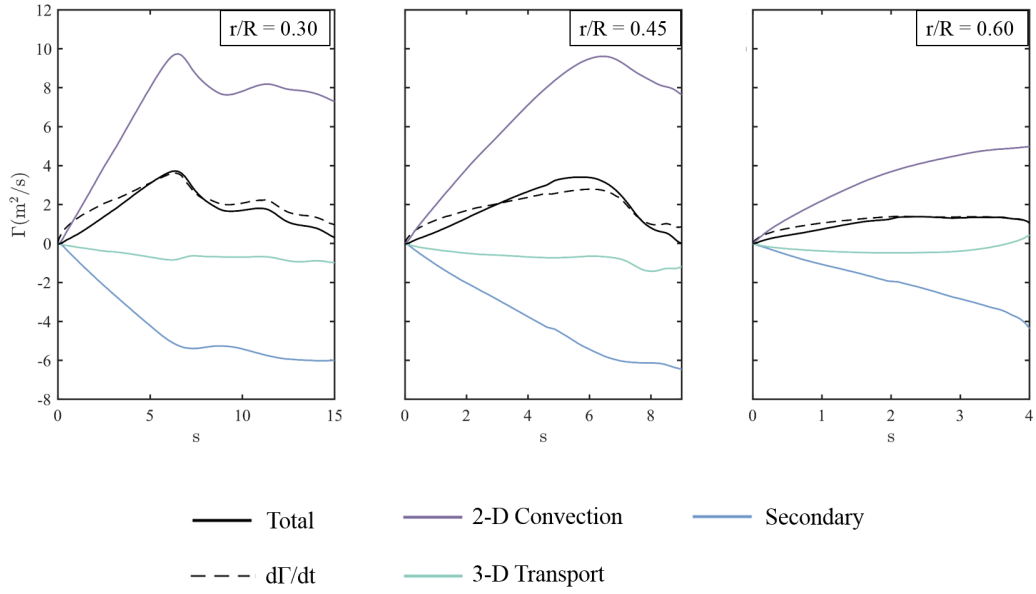 r/R = 0.30
r/R = 0.45
r/R = 0.60
12
10
8
6
4
2
0
-2
-4
-6
-8
Γ(m²/s)
0 5 10 15
0 2 4 6 8
0 1 2 3 4
s
s
s
Total
2-D Convection
Secondary
dΓ/dt
3-D Transport